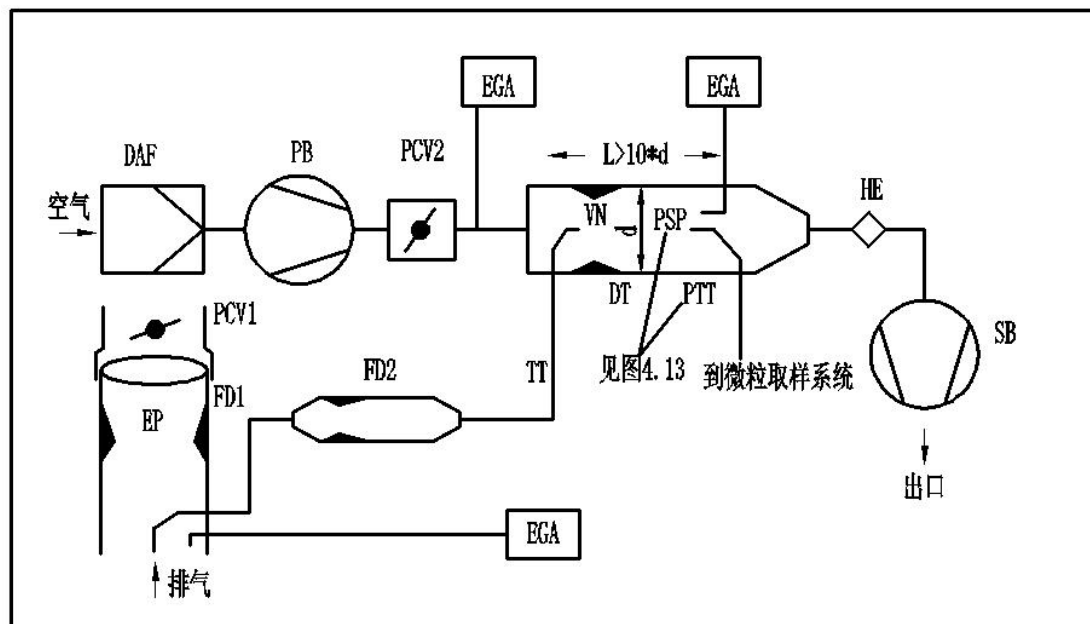 EGA
EGA
DAF
PB
PCV2
L>10*d
HE
空气
VN
d
PSP
DT
PTT
PCV1
SB
FD2
TT
见图4.13
到微粒取样系统
FD1
EP
出口
EGA
排气